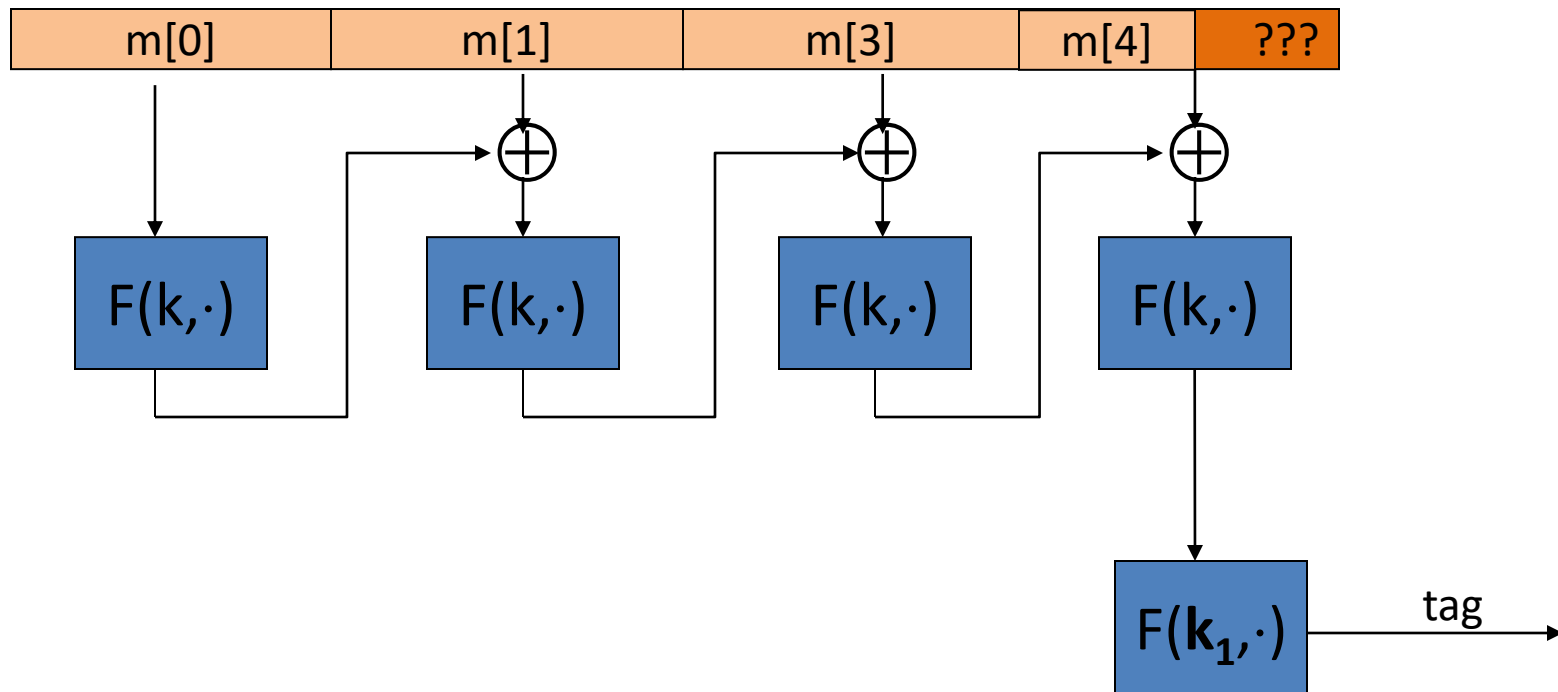 m[0] m[1] m[3] m[4] ???
F(k,·) F(k,·) F(k,·) F(k,·)
tag
F(k₁,·)